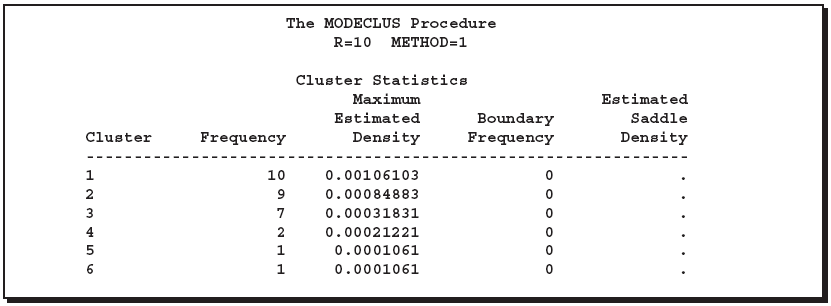 The MODECLUS Procedure
R=10 METHOD=1
Cluster Statistics
Maximum Estimated
Estimated Boundary Saddle
Cluster Frequency Density Frequency Density
--------------------------------------------------------------
1 10 0.00106103 0 .
2 9 0.00084883 0 .
3 7 0.00031831 0 .
4 2 0.00021221 0 .
5 1 0.0001061 0 .
6 1 0.0001061 0 .